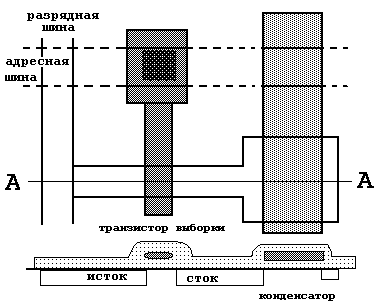 разрядная
шина
адресная
шина
А А
транзистор выборки
исток сток
конденсатор